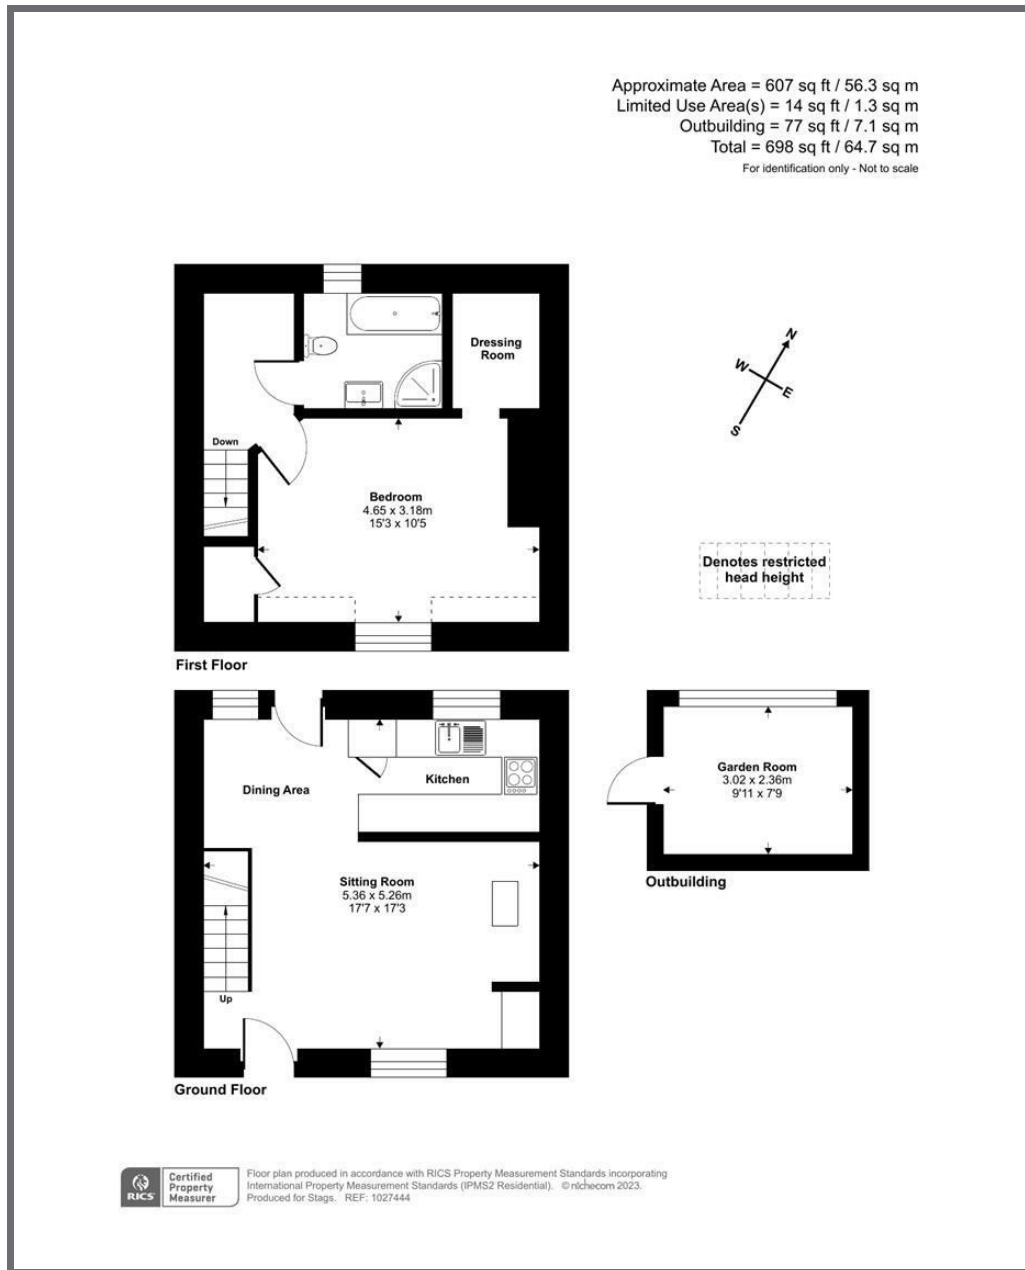 Approximate Area = 607 sq ft / 56.3 sq m
Limited Use Area(s) = 14 sq ft / 1.3 sq m
Outbuilding = 77 sq ft / 7.1 sq m
Total = 698 sq ft / 64.7 sq m
For identification only - Not to scale
Dressing
Room
N
W
E
S
Down
Bedroom
4.65 x 3.18m
15'3 x 10'5
Denotes restricted
head height
First Floor
Kitchen
Dining Area
Garden Room
3.02 x 2.36m
9'11 x 7'9
Outbuilding
Sitting Room
5.36 x 5.26m
17'7 x 17'3
Up
Ground Floor
RICS
Certified
Property
Measurer
Floor plan produced in accordance with RICS Property Measurement Standards incorporating
International Property Measurement Standards (IPMS2 Residential). © nichecom 2023.
Produced for Stags. REF: 1027444